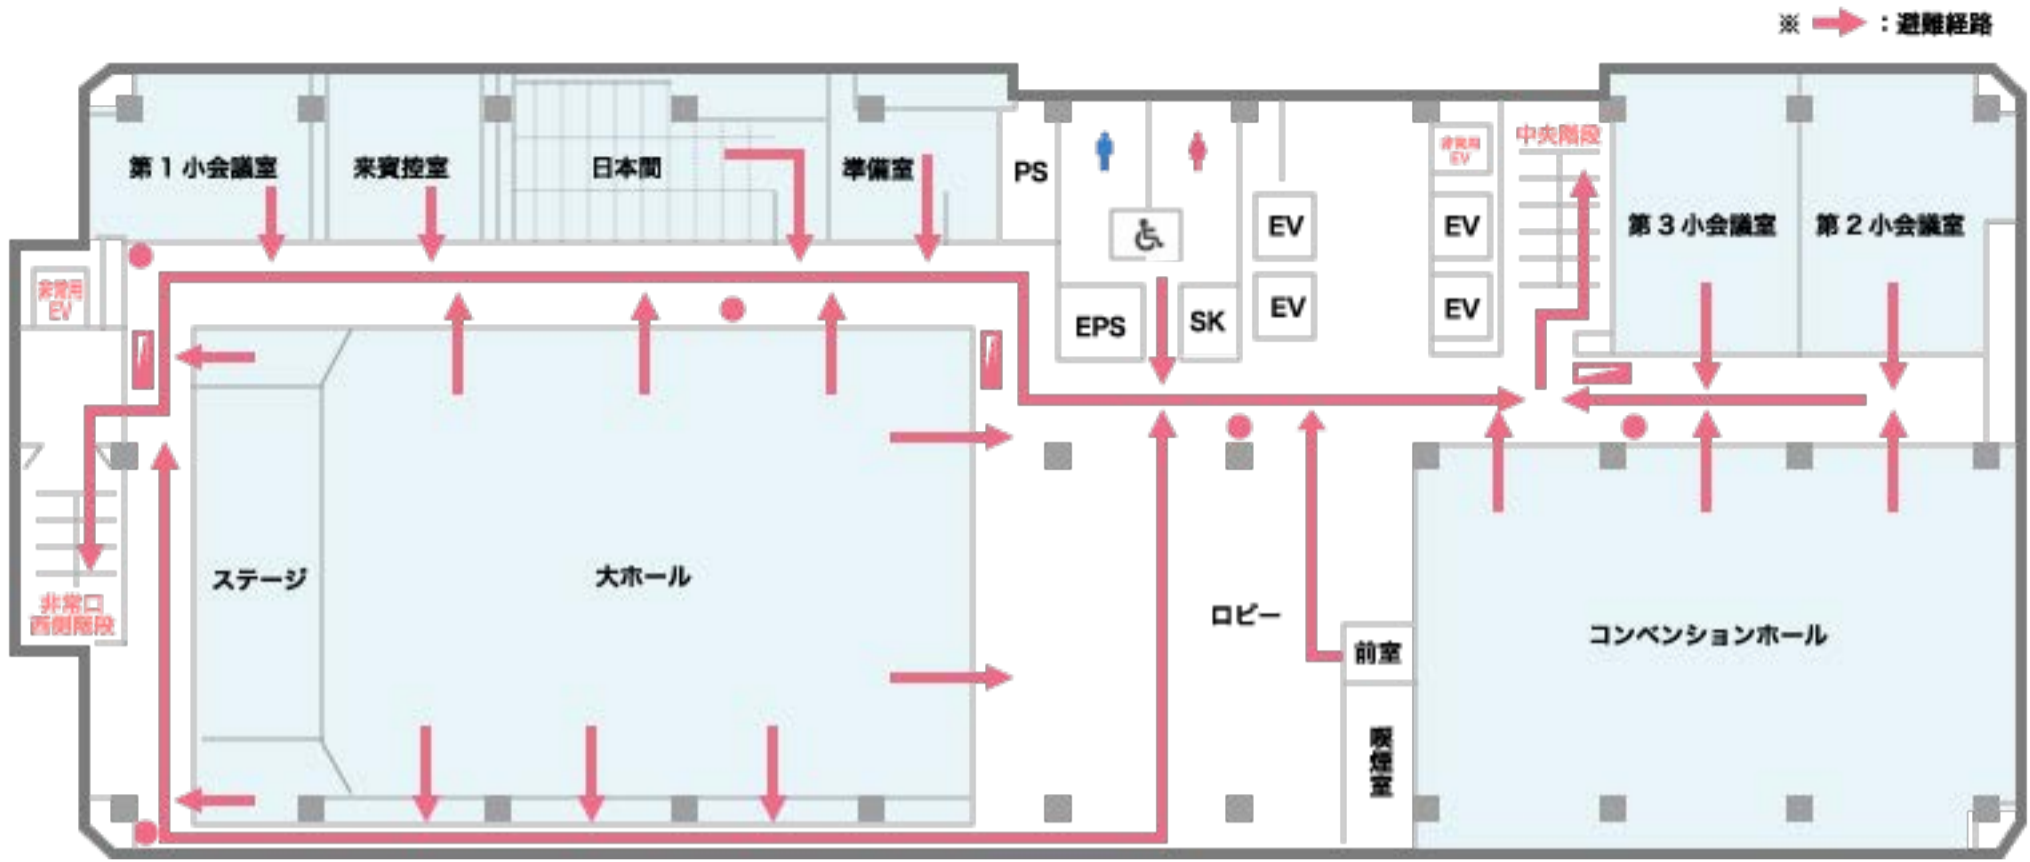 ※ ：避難経路
第1小会議室
来賓控室
日本間
準備室
PS
EV
EV
非常用
EV
EV
EV
中央階段
第3小会議室
第2小会議室
非常用
EV
EPS
SK
非常口
西側階段
ステージ
大ホール
ロビー
前室
喫煙室
コンベンションホール